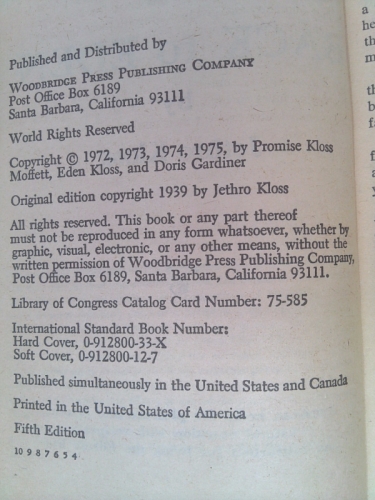 Published and Distributed by
WOODBRIDGE PRESS PUBLISHING COMPANY
Post Office Box 6189
Santa Barbara, California 93111
World Rights Reserved
Copyright © 1972, 1973, 1974, 1975, by Promise Kloss
Moffett, Eden Kloss, and Doris Gardiner
Original edition copyright 1939 by Jethro Kloss
All rights reserved. This book or any part thereof
must not be reproduced in any form whatsoever, whether by
graphic, visual, electronic, or any other means, without the
written permission of Woodbridge Press Publishing Company,
Post Office Box 6189, Santa Barbara, California 93111.
Library of Congress Catalog Card Number: 75-585
International Standard Book Number:
Hard Cover, 0-912800-33-X
Soft Cover, 0-912800-12-7
Published simultaneously in the United States and Canada
Printed in the United States of America
Fifth Edition
10 9 8 7 6 5 4